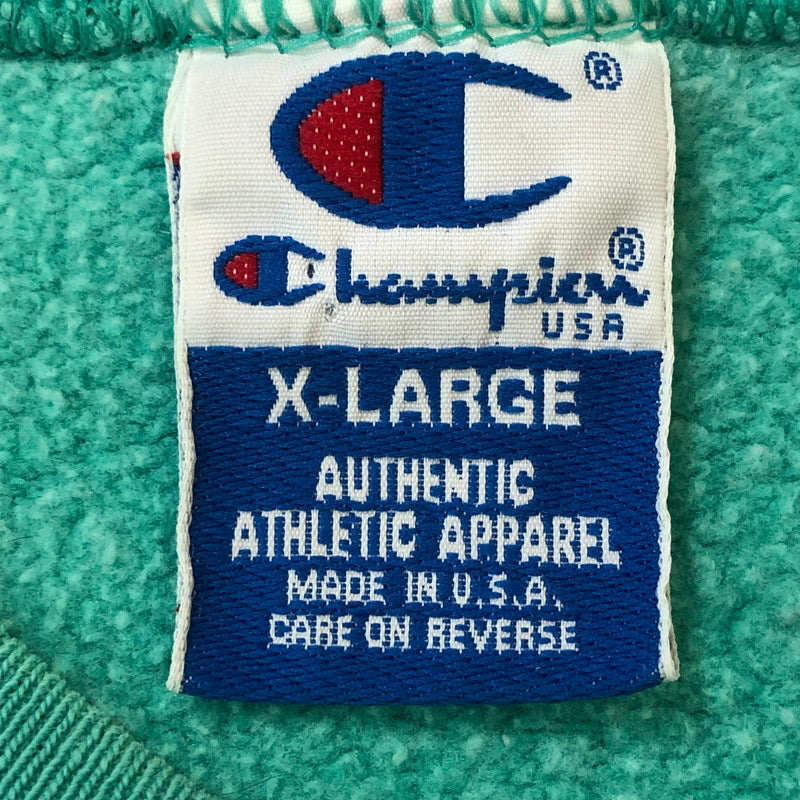 C®
Champion®
USA
X-LARGE
AUTHENTIC
ATHLETIC APPAREL
MADE IN U.S.A.
CARE ON REVERSE